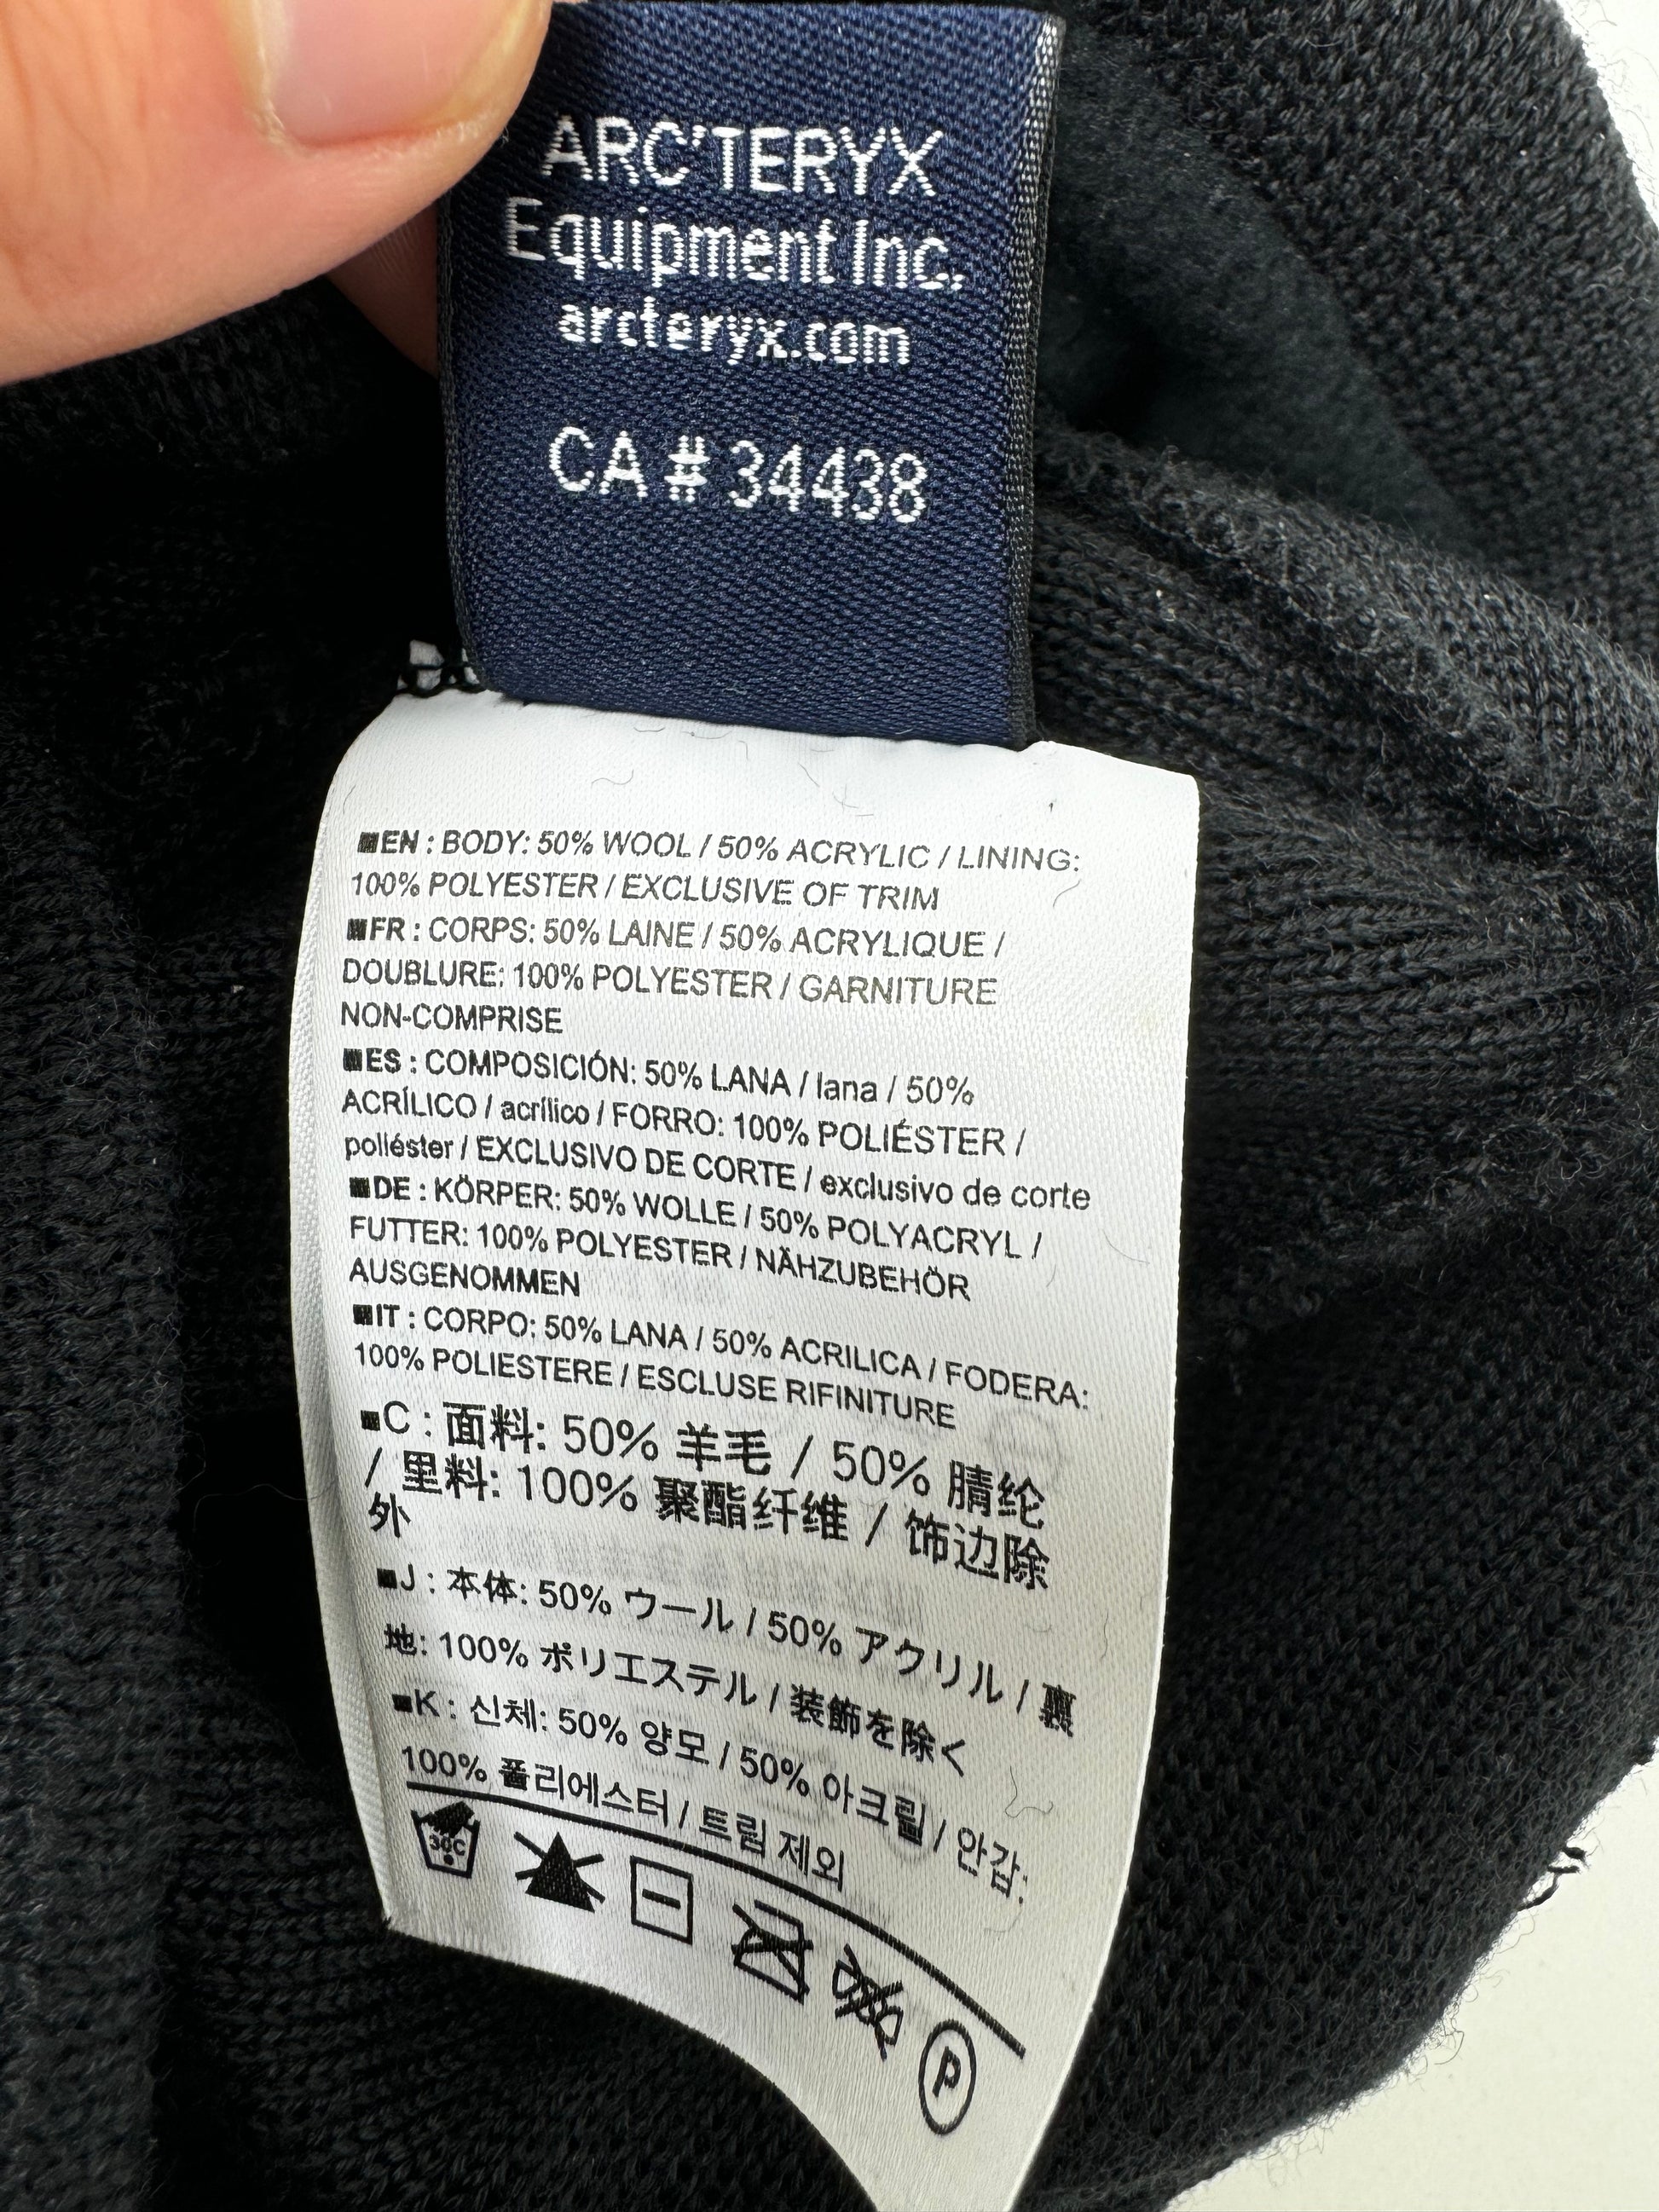 ARC'TERYX
Equipment Inc.
arcteryx.com
CA # 34438
■EN : BODY: 50% WOOL / 50% ACRYLIC / LINING:
100% POLYESTER / EXCLUSIVE OF TRIM
■FR : CORPS: 50% LAINE / 50% ACRYLIQUE /
DOUBLURE: 100% POLYESTER / GARNITURE
NON-COMPRISE
■ES : COMPOSICIÓN: 50% LANA / lana / 50%
ACRÍLICO / acrílico / FORRO: 100% POLIÉSTER /
poliéster / EXCLUSIVO DE CORTE / exclusivo de corte
■DE : KÖRPER: 50% WOLLE / 50% POLYACRYL /
FUTTER: 100% POLYESTER / NÄHZUBEHÖR
AUSGENOMMEN
■IT : CORPO: 50% LANA / 50% ACRILICA / FODERA:
100% POLIESTERE / ESCLUSE RIFINITURE
■C : 面料: 50% 羊毛 / 50% 腈纶
/ 里料: 100% 聚酯纤维 / 饰边除
外
■J : 本体: 50% ウール / 50% アクリル / 裏
地: 100% ポリエステル / 装飾を除く
■K : 신체: 50% 양모 / 50% 아크릴 / 안감:
100% 폴리에스터 / 트림 제외
30C
P